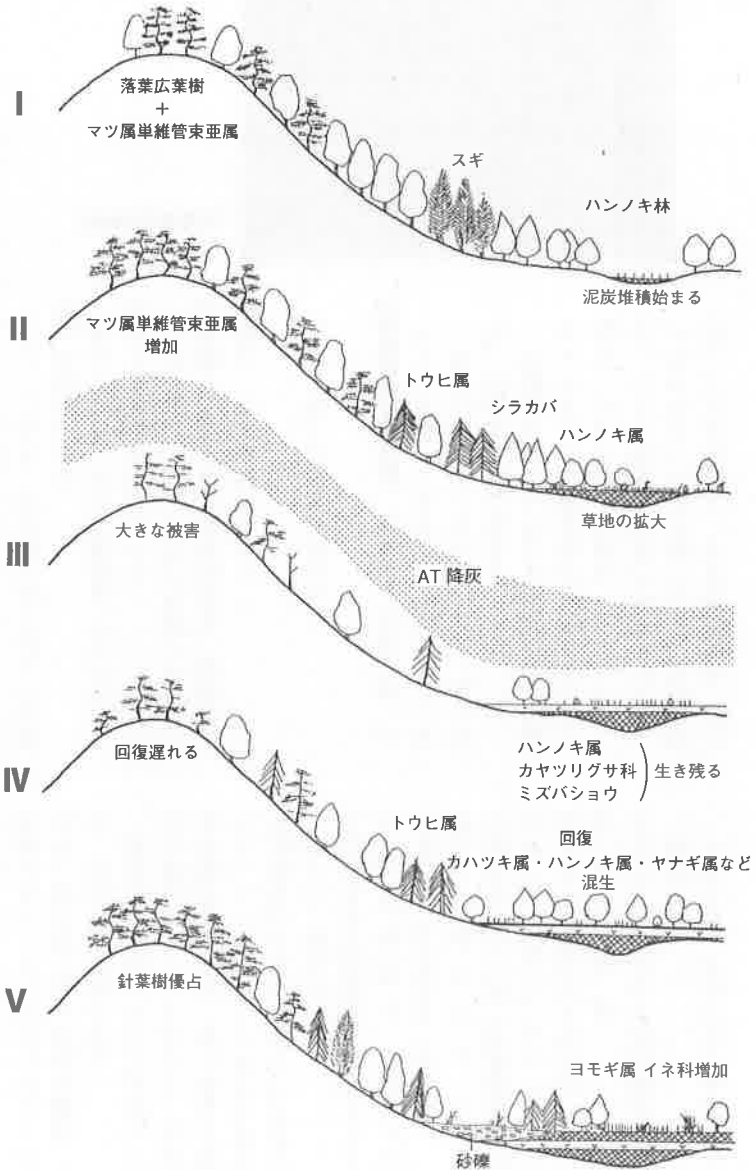 I
落葉広葉樹
+
マツ属単維管束亜属
スギ
ハンノキ林
泥炭堆積始まる
II
マツ属単維管束亜属
増加
トウヒ属
シラカバ
ハンノキ属
草地の拡大
III
大きな被害
AT 降灰
ハンノキ属
カヤツリグサ科
ミズバショウ
生き残る
IV
回復遅れる
トウヒ属
回復
カハツキ属・ハンノキ属・ヤナギ属など
混生
V
針葉樹優占
ヨモギ属 イネ科増加
砂礫